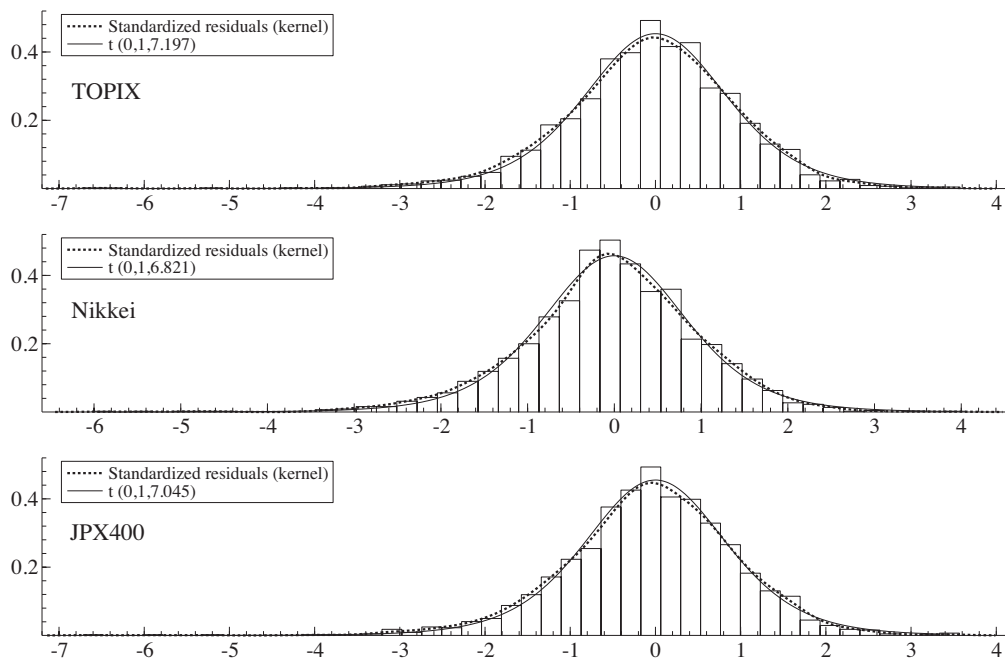 Standardized residuals (kernel)
t (0,1,7.197)
0.4
TOPIX
0.2
-7 -6 -5 -4 -3 -2 -1 0 1 2 3 4
Standardized residuals (kernel)
t (0,1,6.821)
0.4
Nikkei
0.2
-6 -5 -4 -3 -2 -1 0 1 2 3 4
Standardized residuals (kernel)
t (0,1,7.045)
0.4
JPX400
0.2
-7 -6 -5 -4 -3 -2 -1 0 1 2 3 4